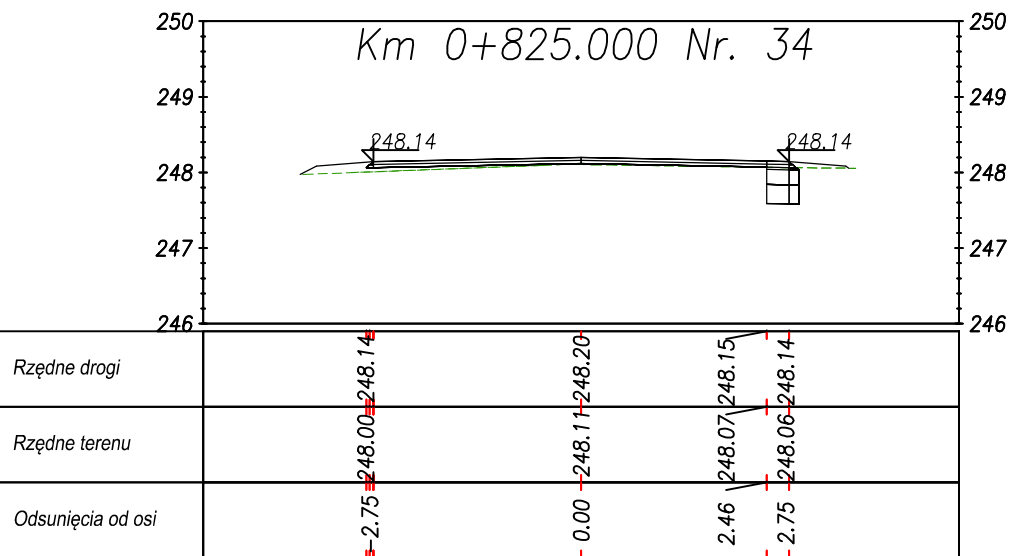 Km 0+825.000 Nr. 34
250 250
249 249
248.14 248.14
248 248
247 247
246 246
Rzędne drogi 248.14 248.20 248.15 248.14
Rzędne terenu 248.00 248.11 248.07 248.06
Odsunięcia od osi -2.75 0.00 2.46 2.75